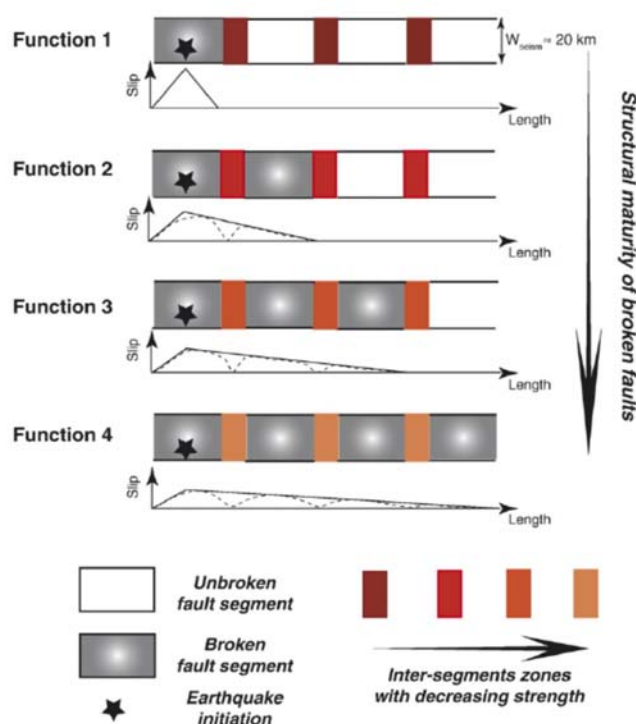 Function 1
W_seism = 20 km
Slip
Length
Function 2
Slip
Length
Function 3
Slip
Length
Function 4
Slip
Length
Structural maturity of broken faults
Unbroken
fault segment
Broken
fault segment
Earthquake
initiation
Inter-segments zones
with decreasing strength